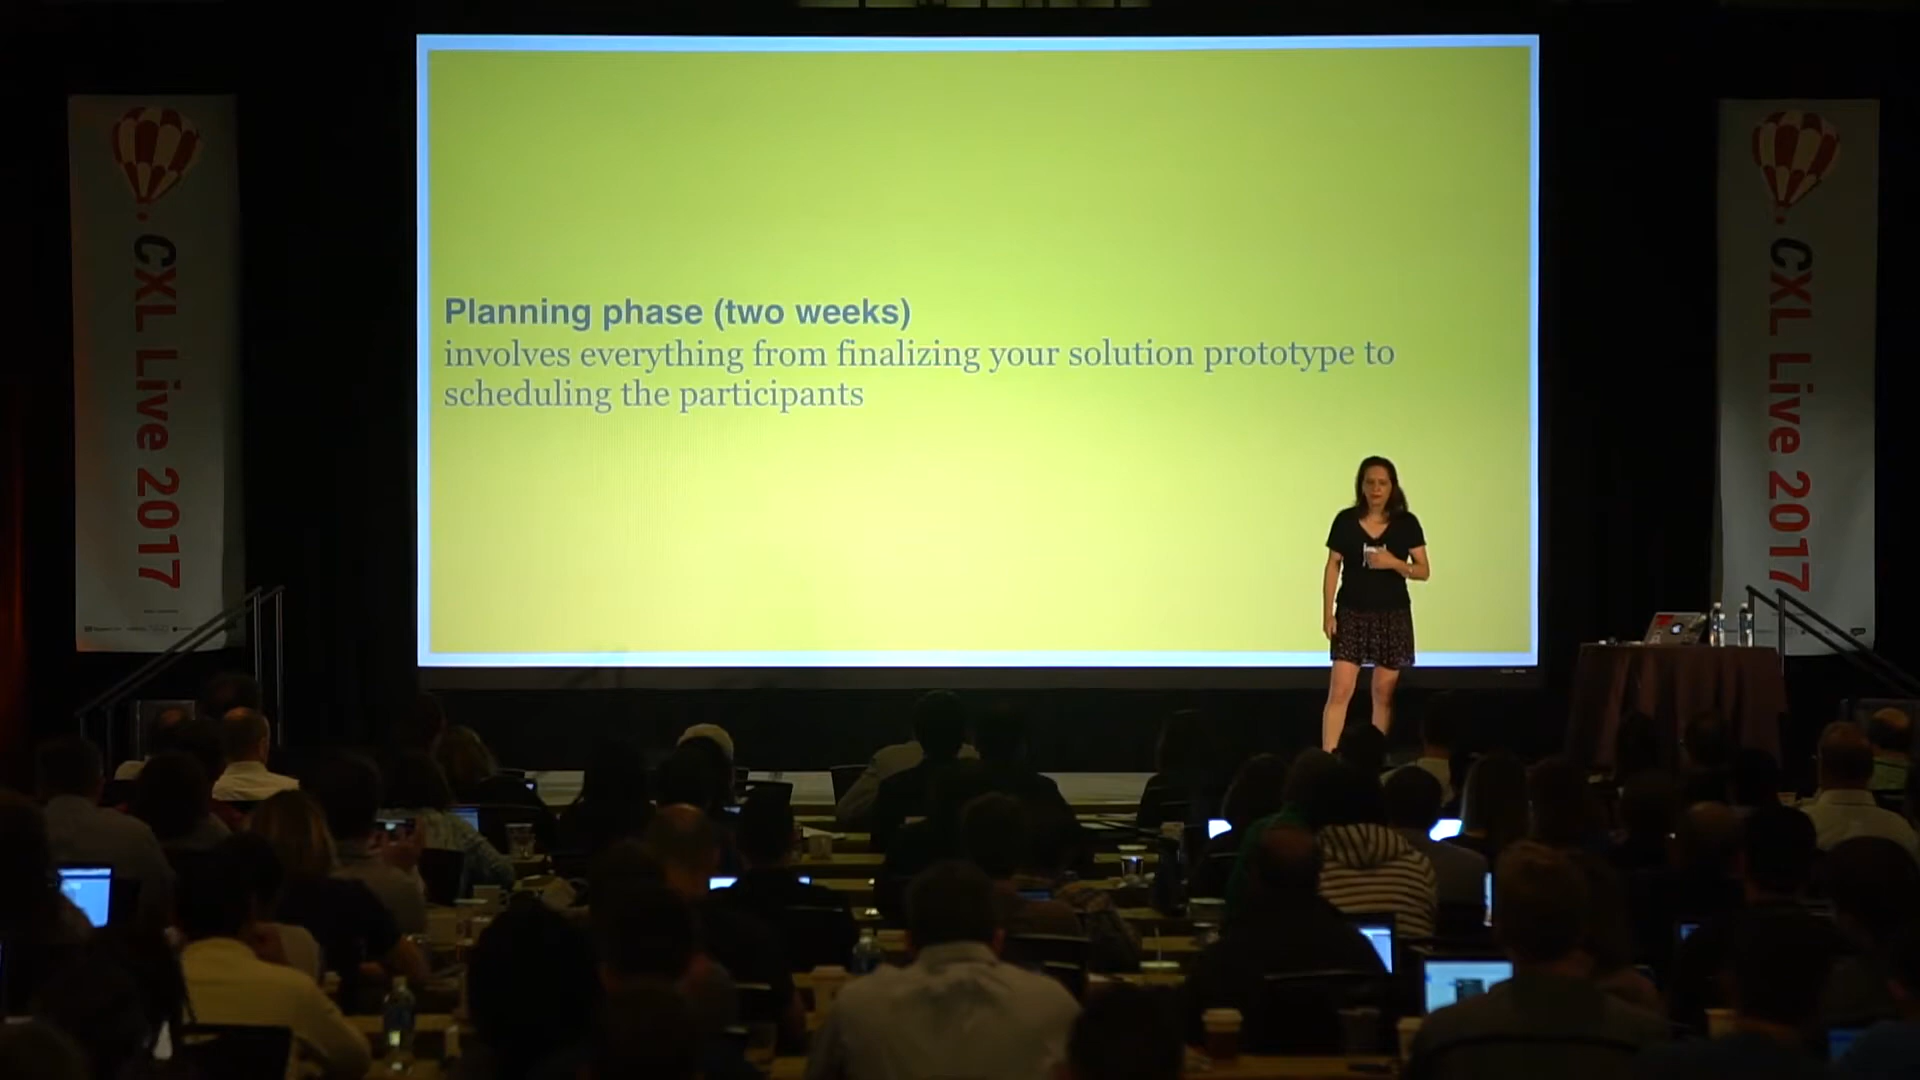 CXL Live 2017
Planning phase (two weeks)
involves everything from finalizing your solution prototype to
scheduling the participants
CXL Live 2017